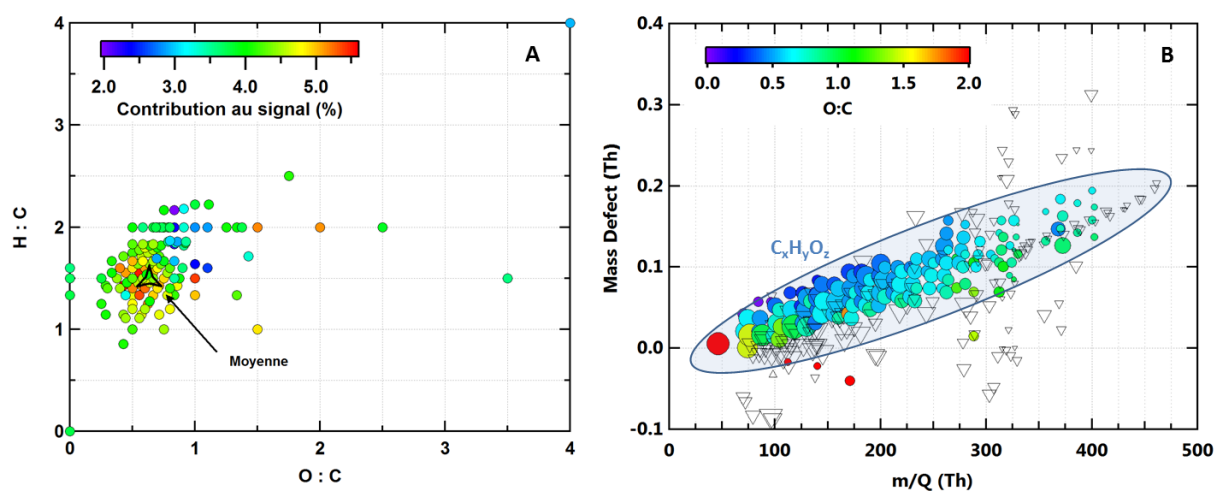 4
3
2
1
0
H : C
0
1
2
3
4
O : C
2.0 3.0 4.0 5.0
Contribution au signal (%)
A
Moyenne
0.4
0.3
0.2
0.1
0.0
-0.1
Mass Defect (Th)
0
100
200
300
400
500
m/Q (Th)
0.0 0.5 1.0 1.5 2.0
O:C
B
CxHyOz